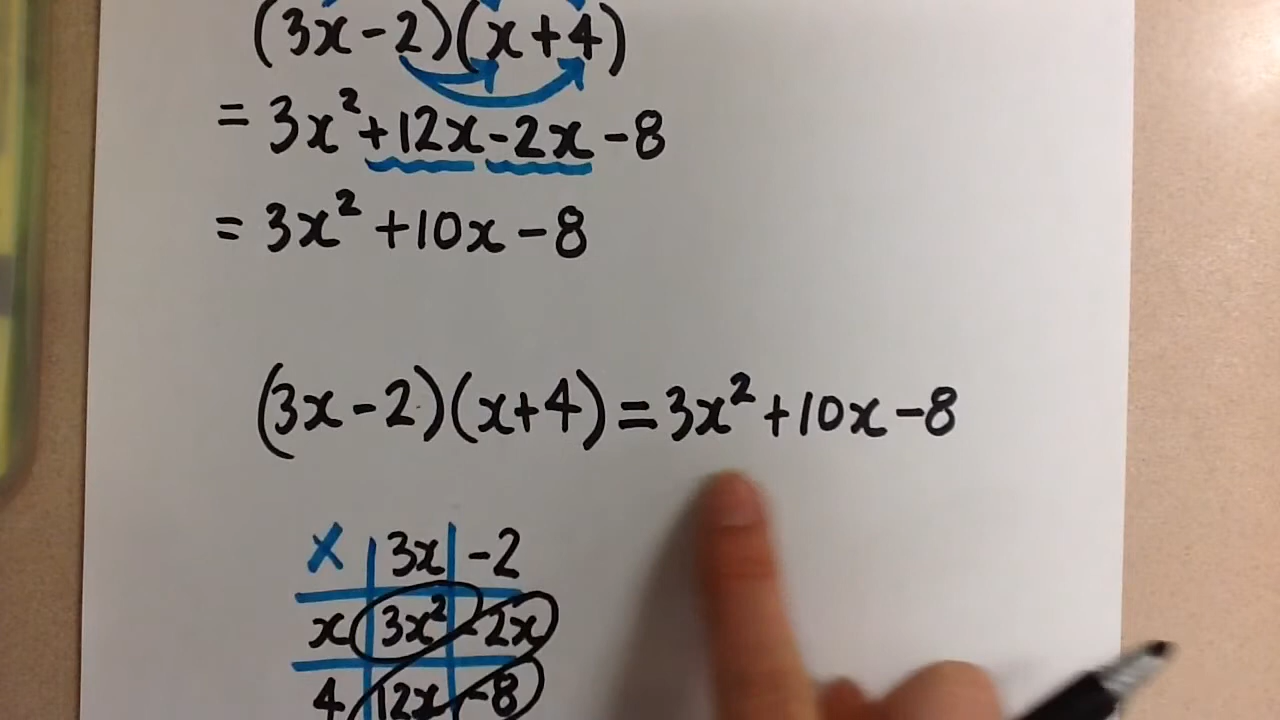 (3x-2)(x+4)
= 3x²+12x-2x-8
= 3x²+10x-8
(3x-2)(x+4)=3x²+10x-8
x 3x -2
x 3x² -2x
4 12x -8